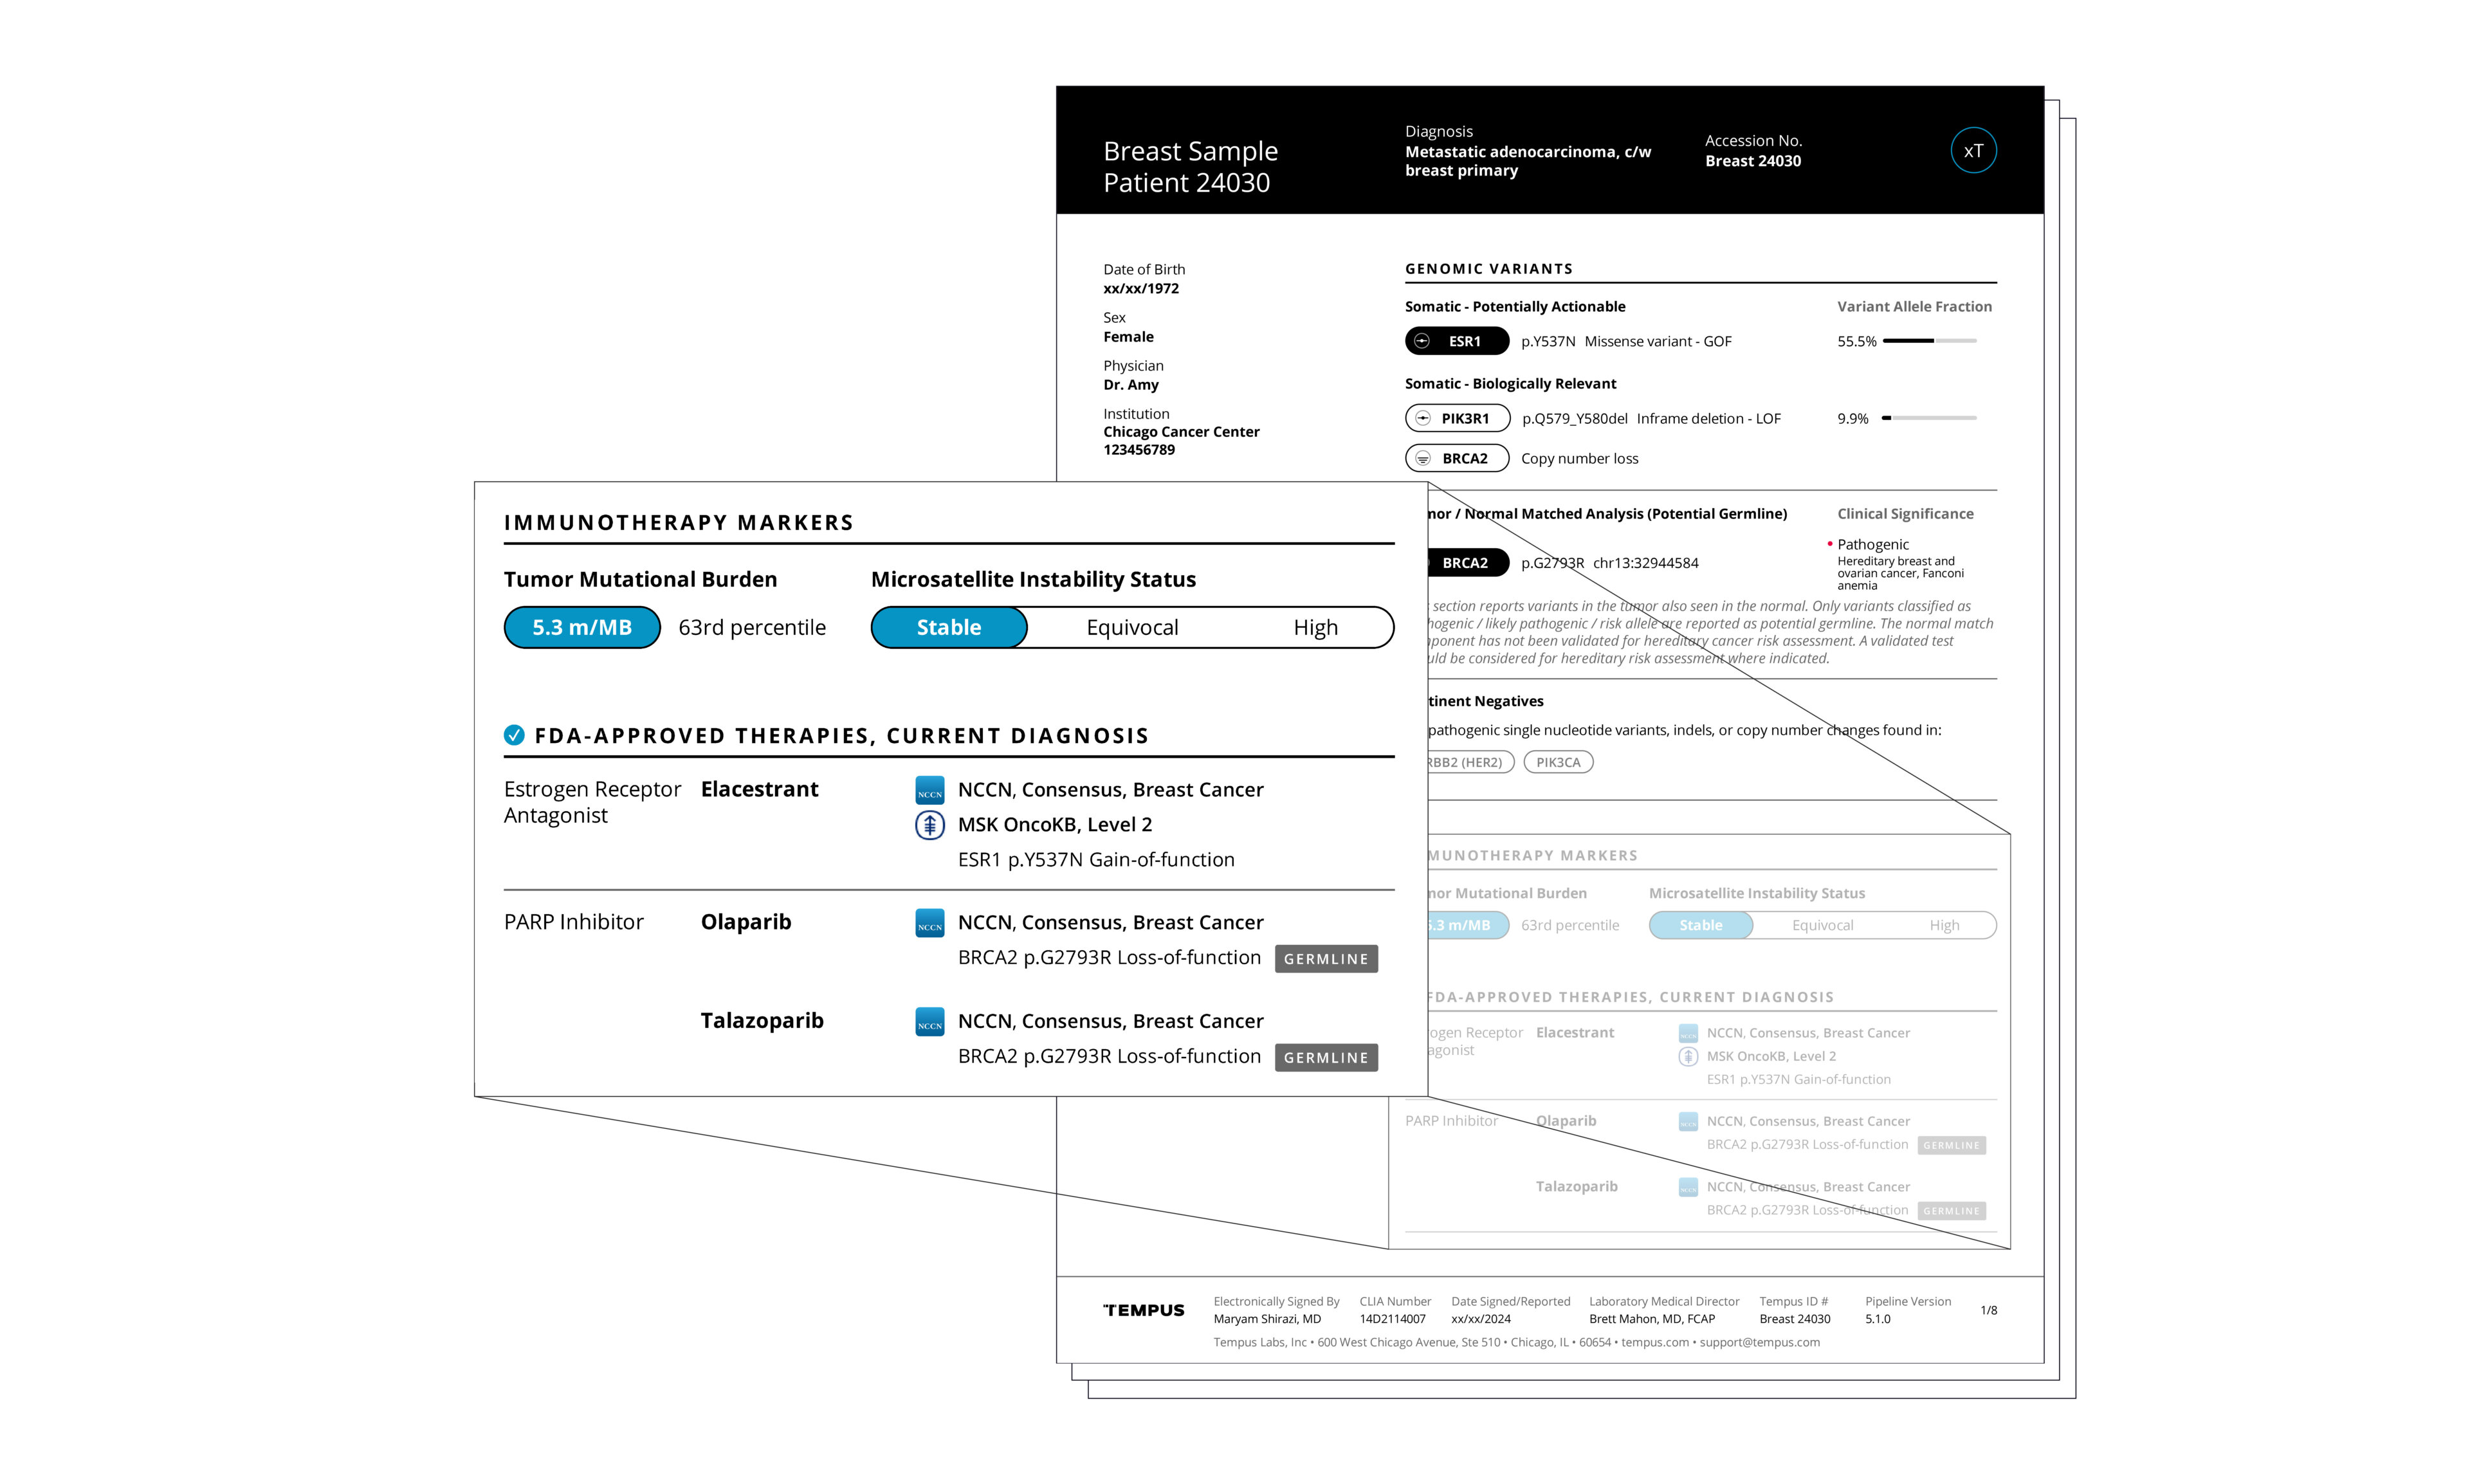 Breast Sample
Patient 24030
Diagnosis
Metastatic adenocarcinoma, c/w
breast primary
Accession No.
Breast 24030
xT
Date of Birth
xx/xx/1972
Sex
Female
Physician
Dr. Amy
Institution
Chicago Cancer Center
123456789
GENOMIC VARIANTS
Somatic - Potentially Actionable Variant Allele Fraction
ESR1 p.Y537N Missense variant - GOF 55.5%
Somatic - Biologically Relevant
PIK3R1 p.Q579_Y580del Inframe deletion - LOF 9.9%
BRCA2 Copy number loss
/ Normal Matched Analysis (Potential Germline) Clinical Significance
BRCA2 p.G2793R chr13:32944584
• Pathogenic
Hereditary breast and
ovarian cancer, Fanconi
anemia
section reports variants in the tumor also seen in the normal. Only variants classified as
/ likely pathogenic / risk allele are reported as potential germline. The normal match
has not been validated for hereditary cancer risk assessment. A validated test
be considered for hereditary risk assessment where indicated.
Negatives
pathogenic single nucleotide variants, indels, or copy number changes found in:
(HER2) PIK3CA
IMMUNOTHERAPY MARKERS
Tumor Mutational Burden Microsatellite Instability Status
5.3 m/MB 63rd percentile Stable Equivocal High
FDA-APPROVED THERAPIES, CURRENT DIAGNOSIS
Estrogen Receptor Antagonist Elacestrant NCCN NCCN, Consensus, Breast Cancer
MSK OncoKB, Level 2
ESR1 p.Y537N Gain-of-function
PARP Inhibitor Olaparib NCCN NCCN, Consensus, Breast Cancer
BRCA2 p.G2793R Loss-of-function GERMLINE
Talazoparib NCCN NCCN, Consensus, Breast Cancer
BRCA2 p.G2793R Loss-of-function GERMLINE
IMMUNOTHERAPY MARKERS
Mutational Burden Microsatellite Instability Status
5.3 m/MB 63rd percentile Stable Equivocal High
FDA-APPROVED THERAPIES, CURRENT DIAGNOSIS
Receptor Elacestrant NCCN, Consensus, Breast Cancer
MSK OncoKB, Level 2
ESR1 p.Y537N Gain-of-function
PARP Inhibitor Olaparib NCCN, Consensus, Breast Cancer
BRCA2 p.G2793R Loss-of-function GERMLINE
Talazoparib NCCN, Consensus, Breast Cancer
BRCA2 p.G2793R Loss-of-function GERMLINE
TEMPUS
Electronically Signed By
Maryam Shirazi, MD
CLIA Number
14D2114007
Date Signed/Reported
xx/xx/2024
Laboratory Medical Director
Brett Mahon, MD, FCAP
Tempus ID #
Breast 24030
Pipeline Version
5.1.0
1/8
Tempus Labs, Inc • 600 West Chicago Avenue, Ste 510 • Chicago, IL • 60654 • tempus.com • support@tempus.com